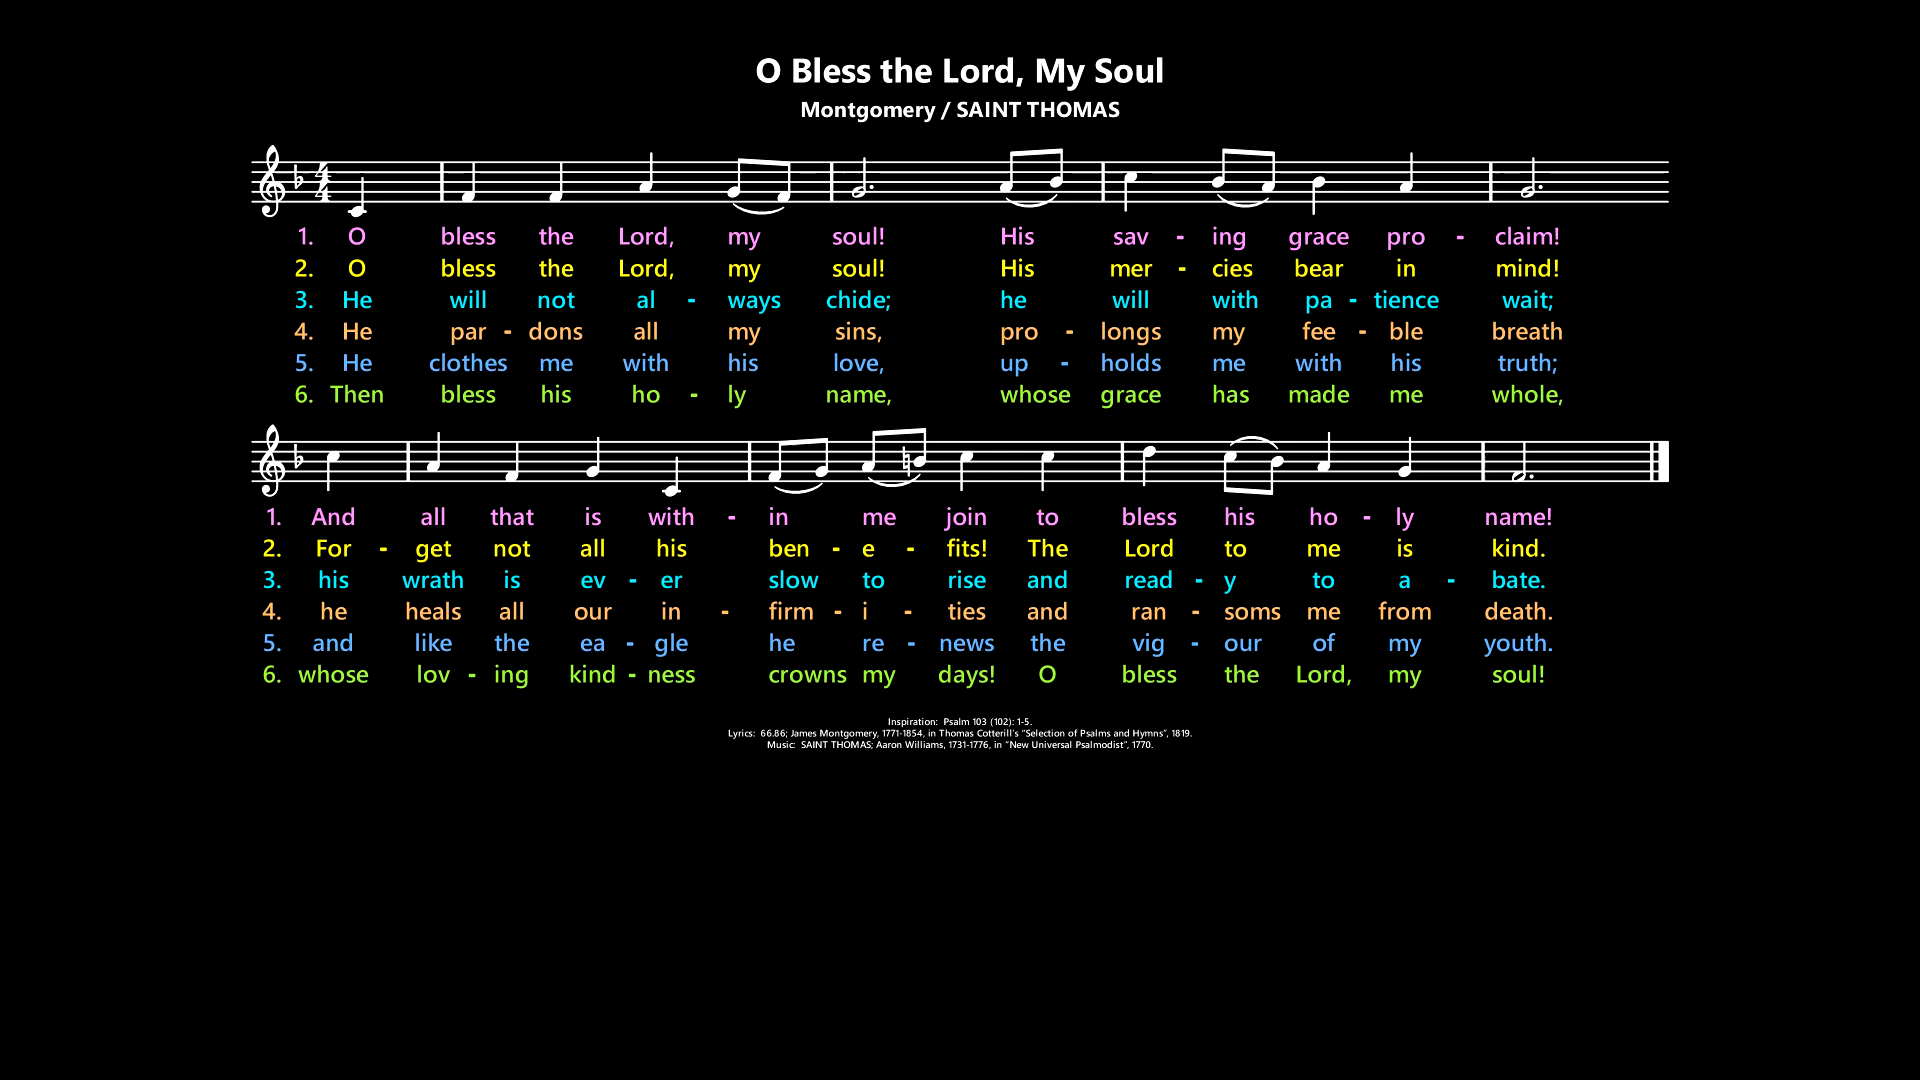 O Bless the Lord, My Soul
Montgomery / SAINT THOMAS
1. O bless the Lord, my soul! His sav - ing grace pro - claim!
2. O bless the Lord, my soul! His mer - cies bear in mind!
3. He will not al - ways chide; he will with pa - tience wait;
4. He par - dons all my sins, pro - longs my fee - ble breath
5. He clothes me with his love, up - holds me with his truth;
6. Then bless his ho - ly name, whose grace has made me whole,
1. And all that is with - in me join to bless his ho - ly name!
2. For - get not all his ben - e - fits! The Lord to me is kind.
3. his wrath is ev - er slow to rise and read - y to a - bate.
4. he heals all our in - firm - i - ties and ran - soms me from death.
5. and like the ea - gle he re - news the vig - our of my youth.
6. whose lov - ing kind - ness crowns my days! O bless the Lord, my soul!
Inspiration: Psalm 103 (102): 1-5.
Lyrics: 66.86; James Montgomery, 1771-1854, in Thomas Cotterill's "Selection of Psalms and Hymns", 1819.
Music: SAINT THOMAS; Aaron Williams, 1731-1776, in "New Universal Psalmodist", 1770.